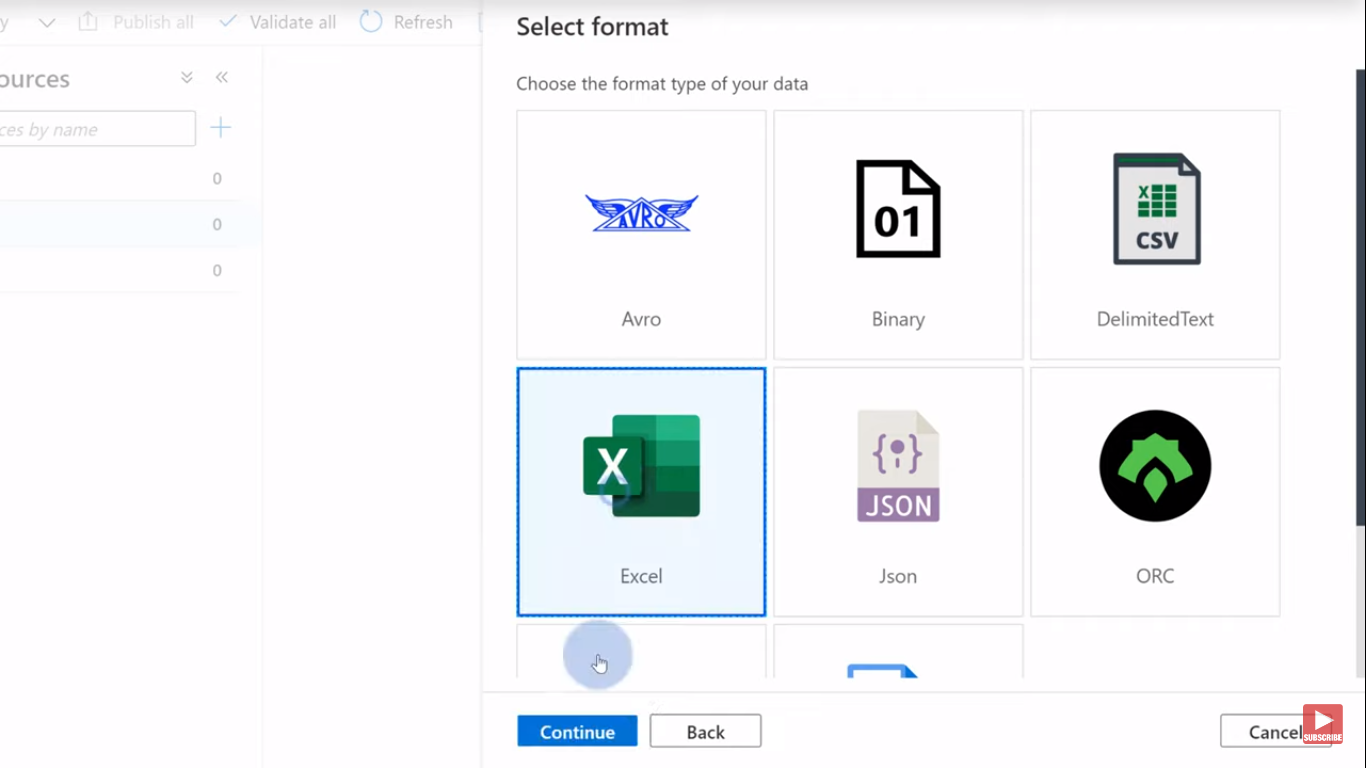 y
Publish all
Validate all
Refresh
Select format
ources
Choose the format type of your data
ces by name
0
0
0
AVRO
Avro
01
Binary
X
CSV
DelimitedText
X
Excel
{ }
JSON
Json
ORC
Continue
Back
Cancel
SUBSCRIBE